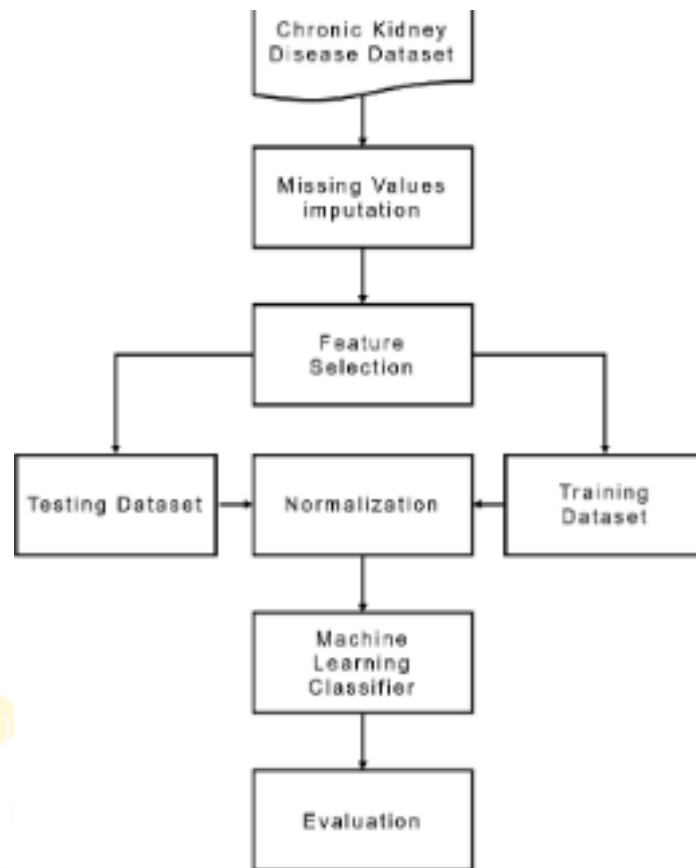 Chronic Kidney
Disease Dataset
Missing Values
imputation
Feature
Selection
Testing Dataset
Normalization
Training
Dataset
Machine
Learning
Classifier
Evaluation